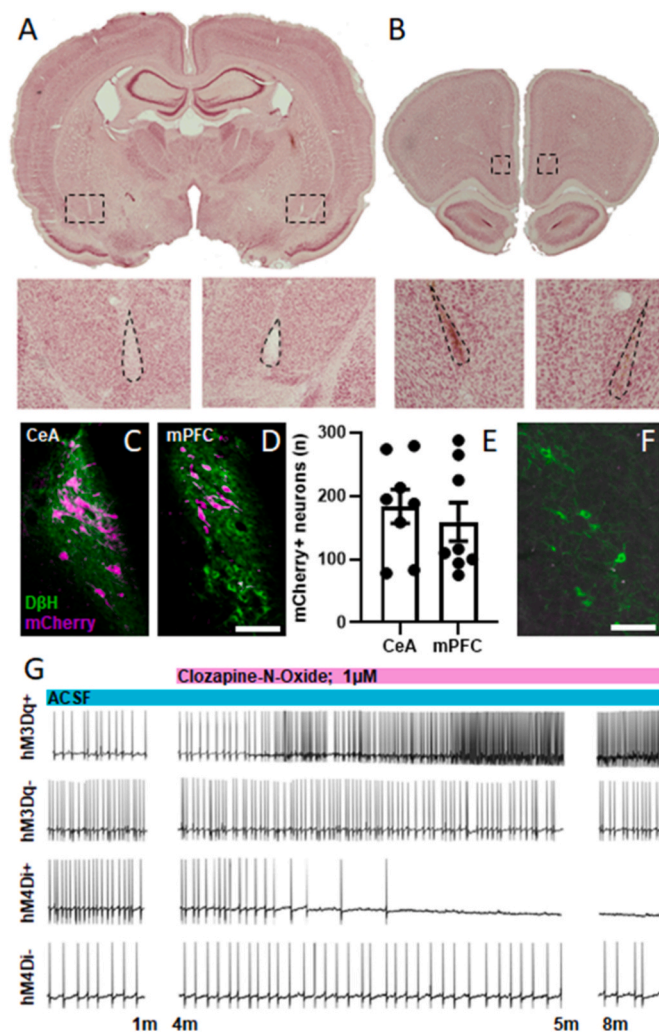 A
B
CeA
C
mPFC
D
DβH
mCherry
mCherry+ neurons (n)
300
200
100
0
CeA
mPFC
E
F
G
Clozapine-N-Oxide; 1µM
ACSF
hM3Dq+
hM3Dq-
hM4Di+
hM4Di-
1m
4m
5m
8m